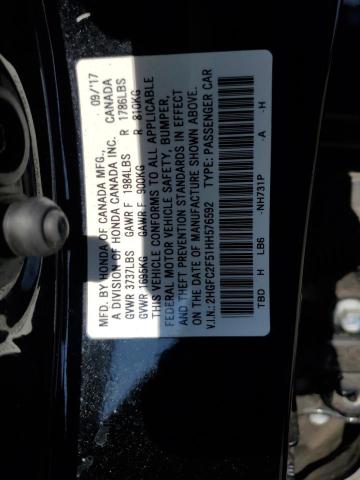 MFD. BY HONDA OF CANADA MFG., 09/'17
A DIVISION OF HONDA CANADA INC. CANADA
GVWR 3737LBS GAWR F 1984LBS R 1786LBS
GVWR 1695KG GAWR F 900KG R 810KG
THIS VEHICLE CONFORMS TO ALL APPLICABLE
FEDERAL MOTOR VEHICLE SAFETY, BUMPER,
AND THEFT PREVENTION STANDARDS IN EFFECT
ON THE DATE OF MANUFACTURE SHOWN ABOVE.
V.I.N.: 2HGFC2F51HH576592 TYPE: PASSENGER CAR
TBD H LB6 -NH731P -A -H